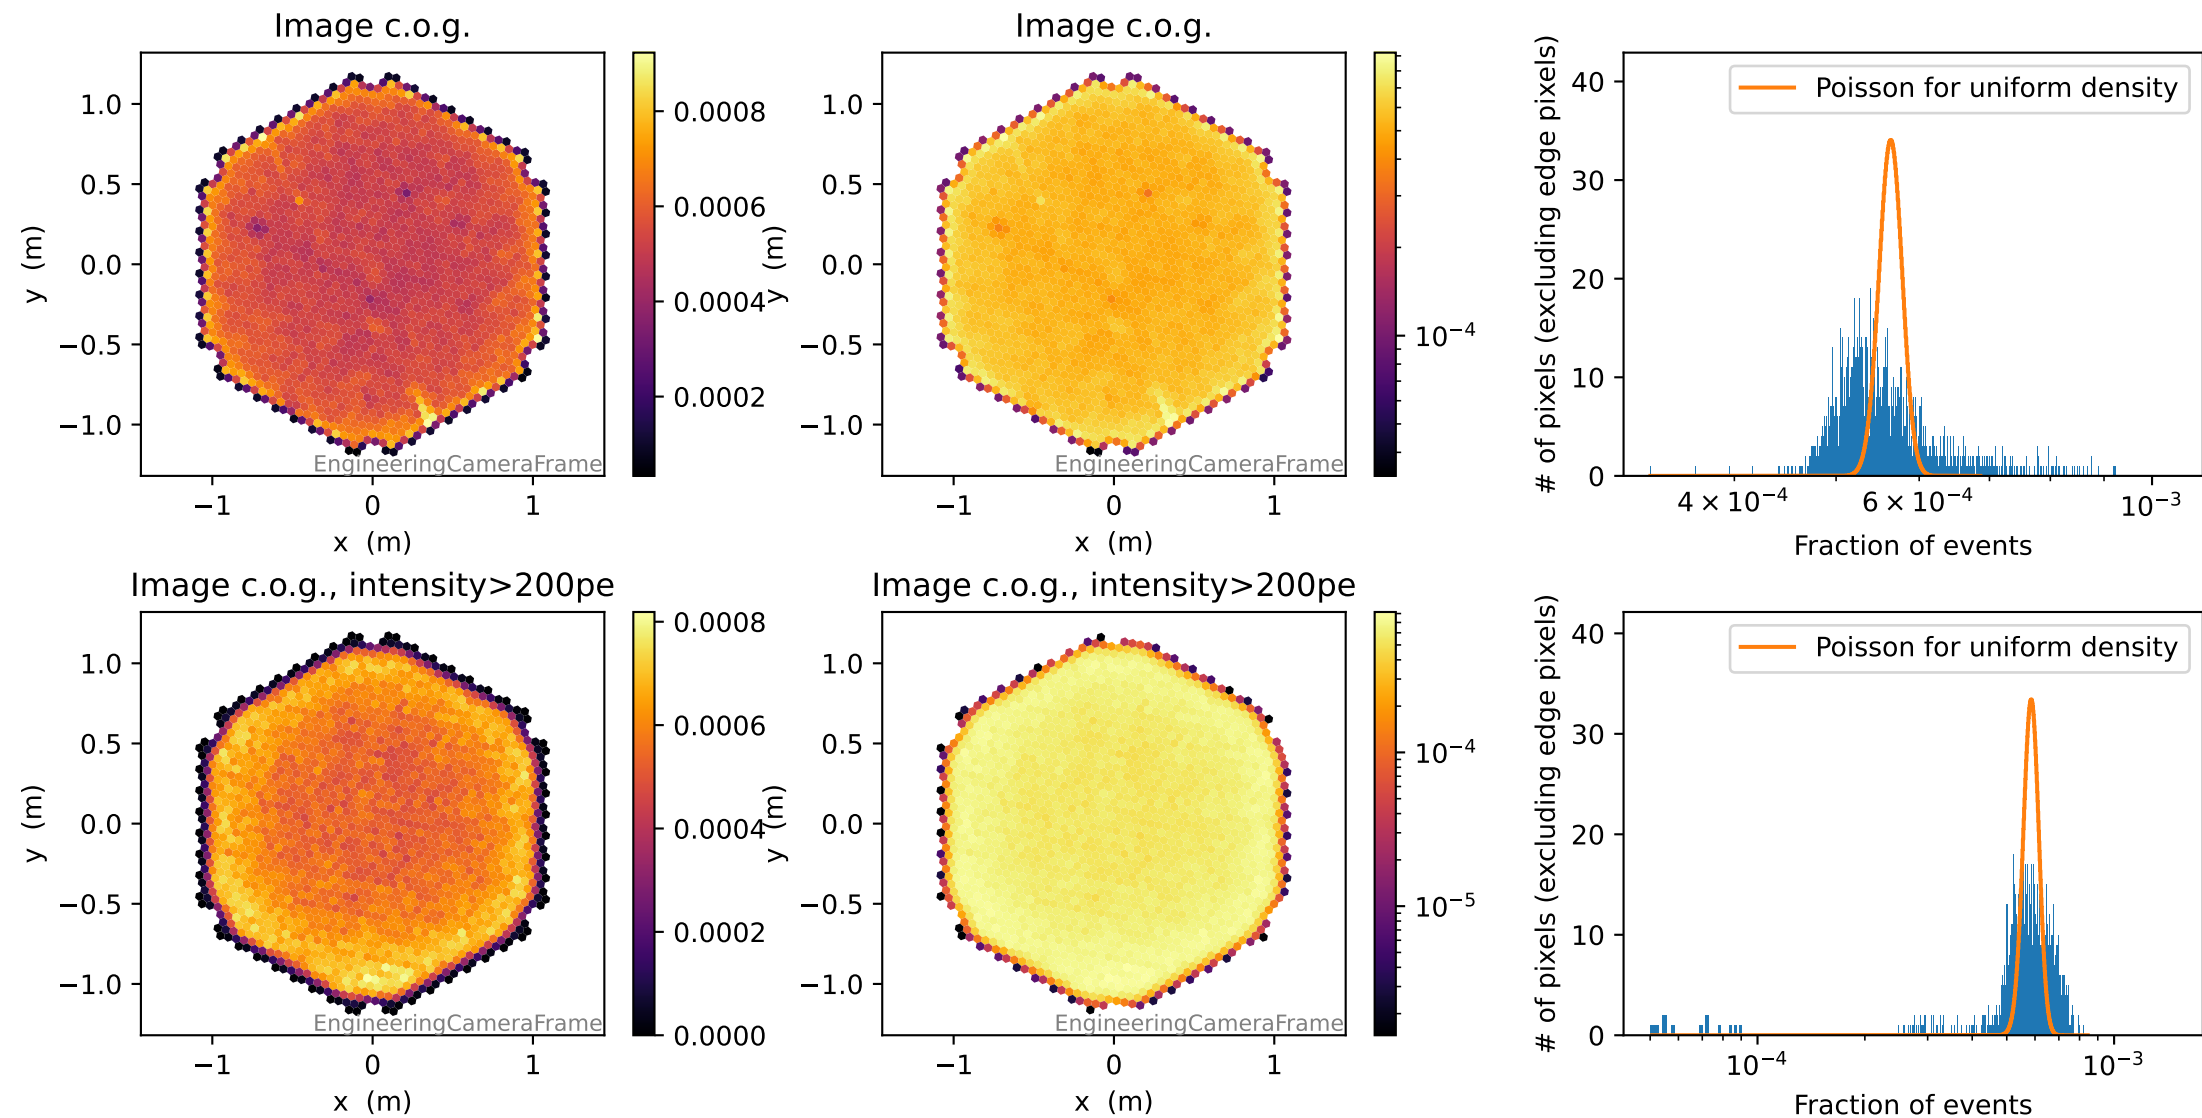 Image c.o.g.
y (m)
1.0
0.5
0.0
−0.5
−1.0
EngineeringCameraFrame
−1 0 1
x (m)
0.0008
0.0006
0.0004
0.0002
Image c.o.g.
y (m)
1.0
0.5
0.0
−0.5
−1.0
EngineeringCameraFrame
−1 0 1
x (m)
10−4
# of pixels (excluding edge pixels)
40
30
20
10
0
Poisson for uniform density
4 × 10−4 6 × 10−4 10−3
Fraction of events
Image c.o.g., intensity>200pe
y (m)
1.0
0.5
0.0
−0.5
−1.0
EngineeringCameraFrame
−1 0 1
x (m)
0.0008
0.0006
0.0004
0.0002
0.0000
Image c.o.g., intensity>200pe
y (m)
1.0
0.5
0.0
−0.5
−1.0
EngineeringCameraFrame
−1 0 1
x (m)
10−4
10−5
# of pixels (excluding edge pixels)
40
30
20
10
0
Poisson for uniform density
10−4 10−3
Fraction of events